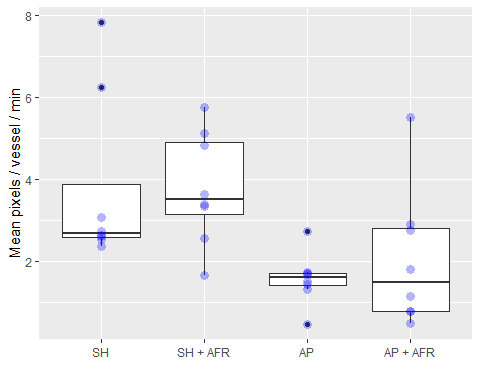 Mean pixels / vessel / min
8
6
4
2
SH
SH + AFR
AP
AP + AFR